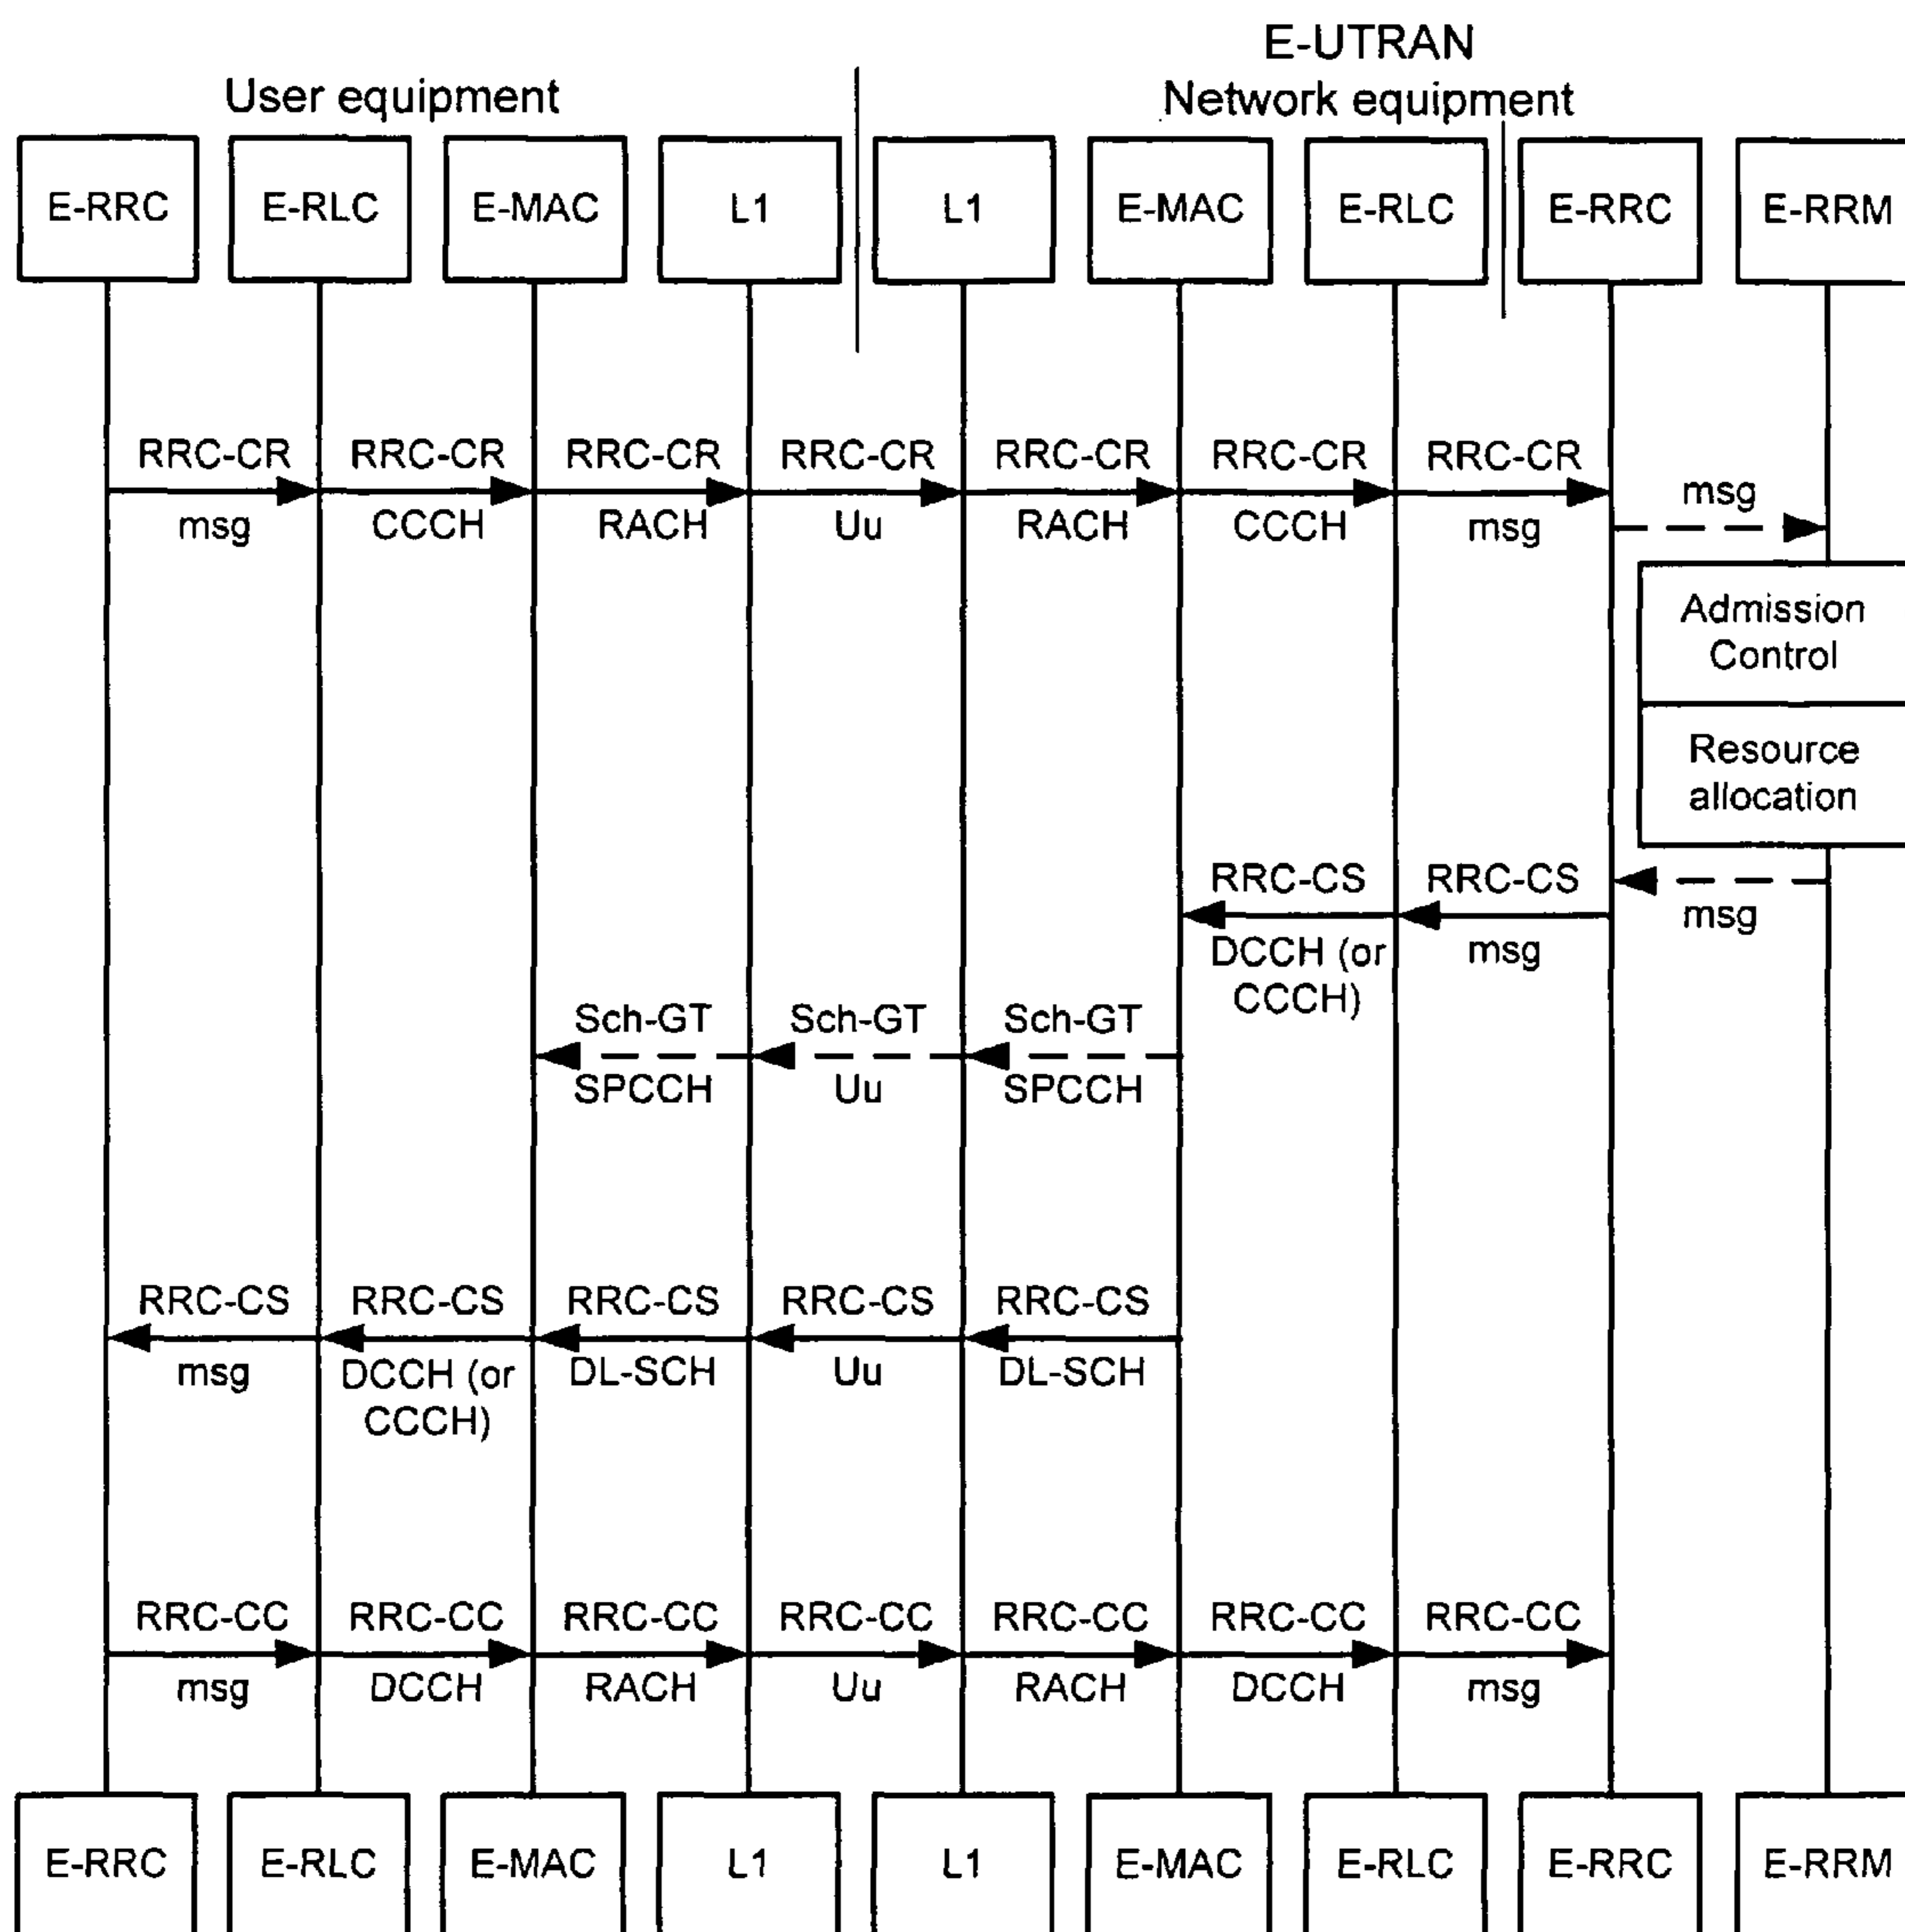 E-UTRAN
User equipment
Network equipment
E-RRC
E-RLC
E-MAC
L1
L1
E-MAC
E-RLC
E-RRC
E-RRM
RRC-CR
RRC-CR
RRC-CR
RRC-CR
RRC-CR
RRC-CR
RRC-CR
msg
msg
CCCH
RACH
Uu
RACH
CCCH
msg
Admission
Control
Resource
allocation
RRC-CS
RRC-CS
msg
DCCH (or
CCCH)
msg
Sch-GT
Sch-GT
Sch-GT
SPCCH
Uu
SPCCH
RRC-CS
RRC-CS
RRC-CS
RRC-CS
RRC-CS
msg
DCCH (or
CCCH)
DL-SCH
Uu
DL-SCH
RRC-CC
RRC-CC
RRC-CC
RRC-CC
RRC-CC
RRC-CC
RRC-CC
msg
DCCH
RACH
Uu
RACH
DCCH
msg
E-RRC
E-RLC
E-MAC
L1
L1
E-MAC
E-RLC
E-RRC
E-RRM